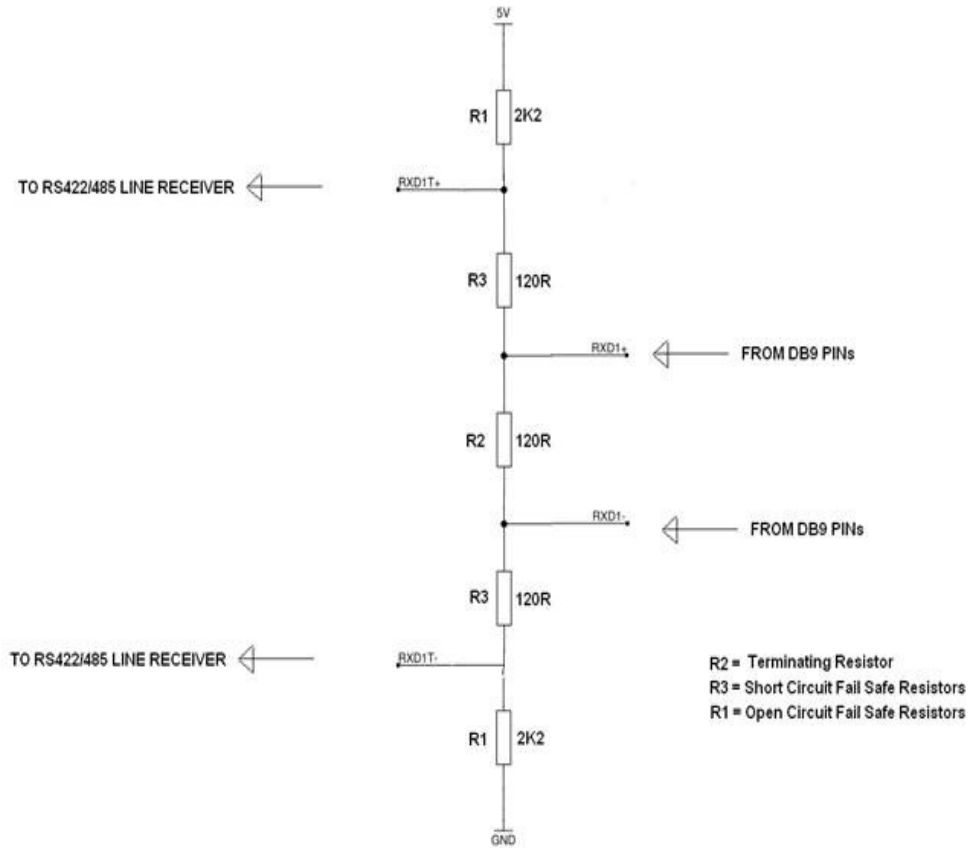 5V
R1 2K2
TO RS422/485 LINE RECEIVER RXD1T+
R3 120R
RXD1+ FROM DB9 PINs
R2 120R
RXD1- FROM DB9 PINs
R3 120R
TO RS422/485 LINE RECEIVER RXD1T-
R2 = Terminating Resistor
R3 = Short Circuit Fail Safe Resistors
R1 = Open Circuit Fail Safe Resistors
R1 2K2
GND